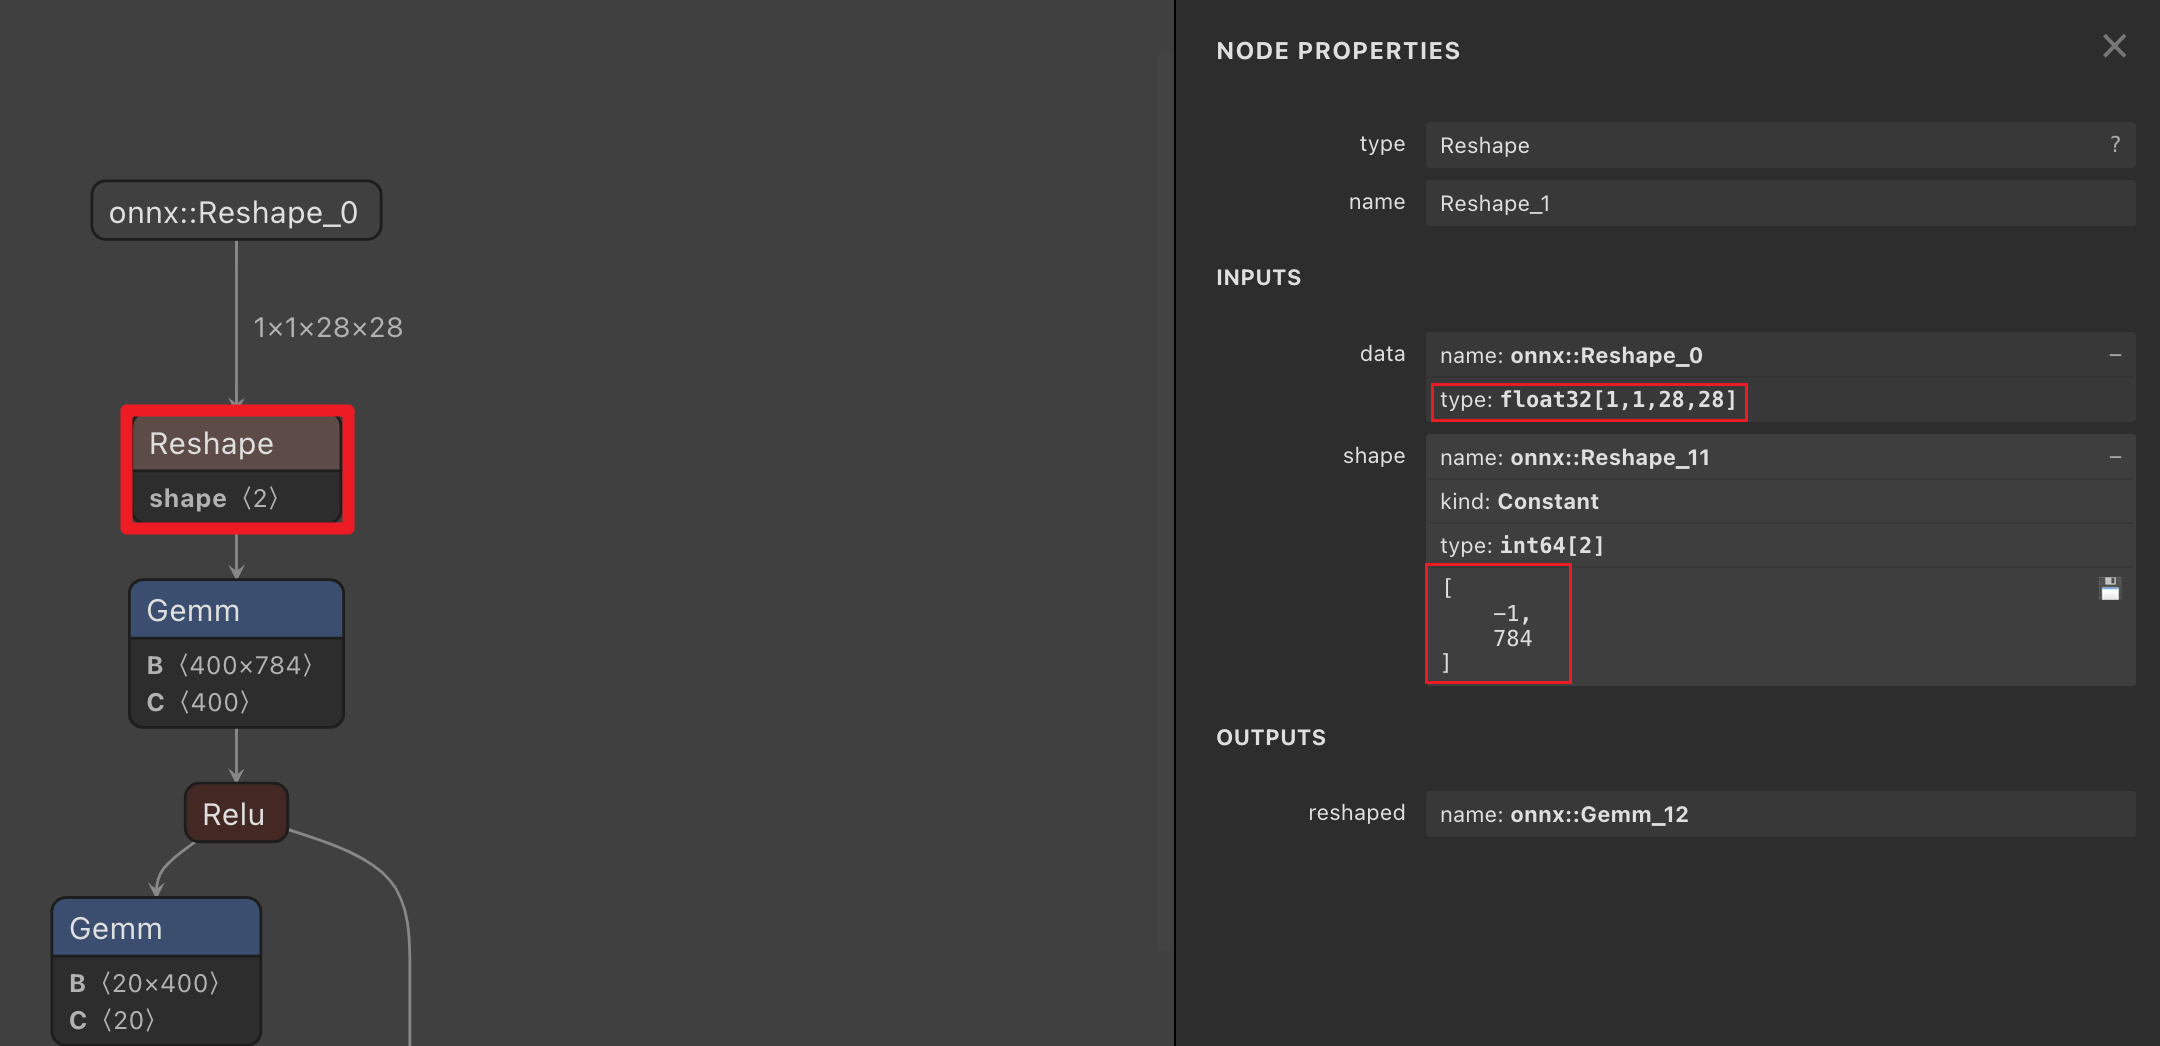 onnx::Reshape_0
1×1×28×28
Reshape
shape 〈2〉
Gemm
B 〈400×784〉
C 〈400〉
Relu
Gemm
B 〈20×400〉
C 〈20〉
NODE PROPERTIES
type Reshape ?
name Reshape_1
INPUTS
data name: onnx::Reshape_0 −
type: float32[1,1,28,28]
shape name: onnx::Reshape_11 −
kind: Constant
type: int64[2]
[
−1,
784
]
OUTPUTS
reshaped name: onnx::Gemm_12